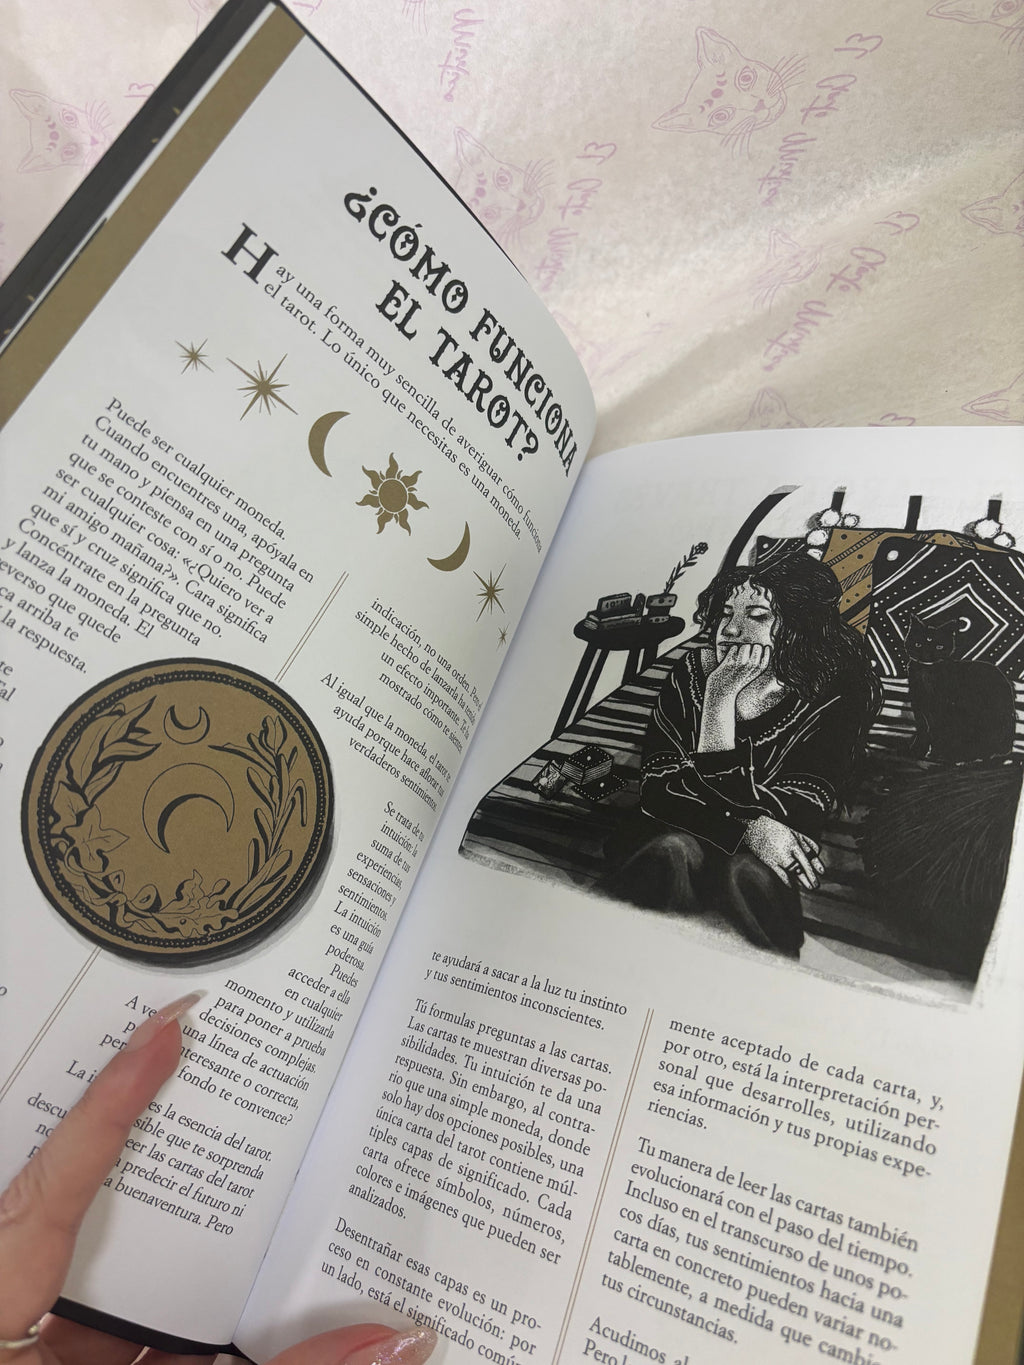 ¿CÓMO FUNCIONA
EL TAROT?
Hay una forma muy sencilla de averiguar cómo funciona
el tarot. Lo único que necesitas es una moneda.
Puede ser cualquier moneda.
Cuando encuentres una, apóyala en
tu mano y piensa en una pregunta
que se conteste con sí o no. Puede
ser cualquier cosa: «¿Quiero ver a
mi amigo mañana?». Cara significa
que sí y cruz significa que no.
Concéntrate en la pregunta
y lanza la moneda. El
reverso que quede
arriba te
la respuesta.
indicación, no una orden. Pero el
simple hecho de lanzarla ha tenido
un efecto importante. Te ha
mostrado cómo te sientes.
Al igual que la moneda, el tarot te
ayuda porque hace aflorar tus
verdaderos sentimientos.
Se trata de tu
intuición: la
suma de tus
experiencias,
sensaciones y
sentimientos.
La intuición
es una guía
poderosa.
Puedes
acceder a ella
en cualquier
momento y utilizarla
para poner a prueba
decisiones complejas.
A
una línea de actuación
interesante o correcta,
fondo te convence?
La
es la esencia del tarot.
que te sorprenda
leer las cartas del tarot
predecir el futuro ni
la buenaventura. Pero
te ayudará a sacar a la luz tu instinto
y tus sentimientos inconscientes.
Tú formulas preguntas a las cartas.
Las cartas te muestran diversas po-
sibilidades. Tu intuición te da una
respuesta. Sin embargo, al contra-
rio que una simple moneda, donde
solo hay dos opciones posibles, una
única carta del tarot contiene múl-
tiples capas de significado. Cada
carta ofrece símbolos, números,
colores e imágenes que pueden ser
analizados.
Desentrañar esas capas es un pro-
ceso en constante evolución: por
un lado, está el significado común-
mente aceptado de cada carta, y,
por otro, está la interpretación per-
sonal que desarrolles, utilizando
esa información y tus propias expe-
riencias.
Tu manera de leer las cartas también
evolucionará con el paso del tiempo.
Incluso en el transcurso de unos po-
cos días, tus sentimientos hacia una
carta en concreto pueden variar no-
tablemente, a medida que cambien
tus circunstancias.
Acudimos al
Pero